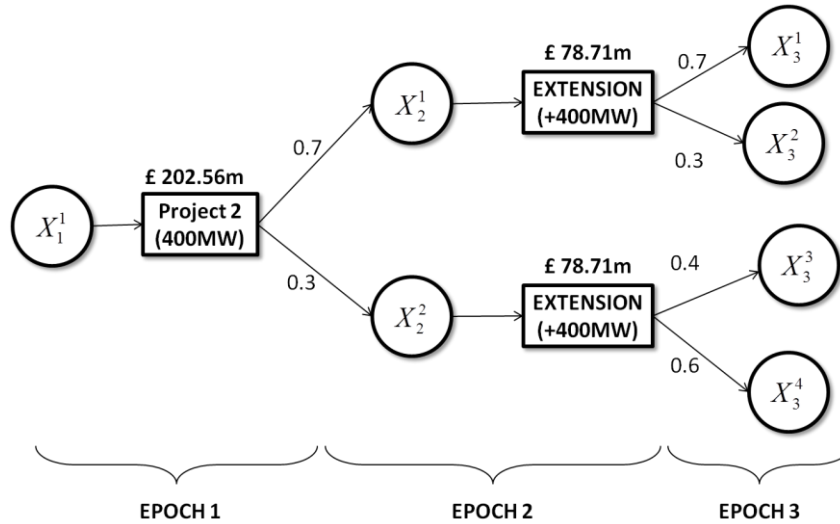 £ 78.71m
EXTENSION
(+400MW)
0.7
0.3
X_3^1
X_3^2
X_2^1
0.7
£ 202.56m
Project 2
(400MW)
X_1^1
0.3
X_2^2
£ 78.71m
EXTENSION
(+400MW)
0.4
0.6
X_3^3
X_3^4
EPOCH 1
EPOCH 2
EPOCH 3